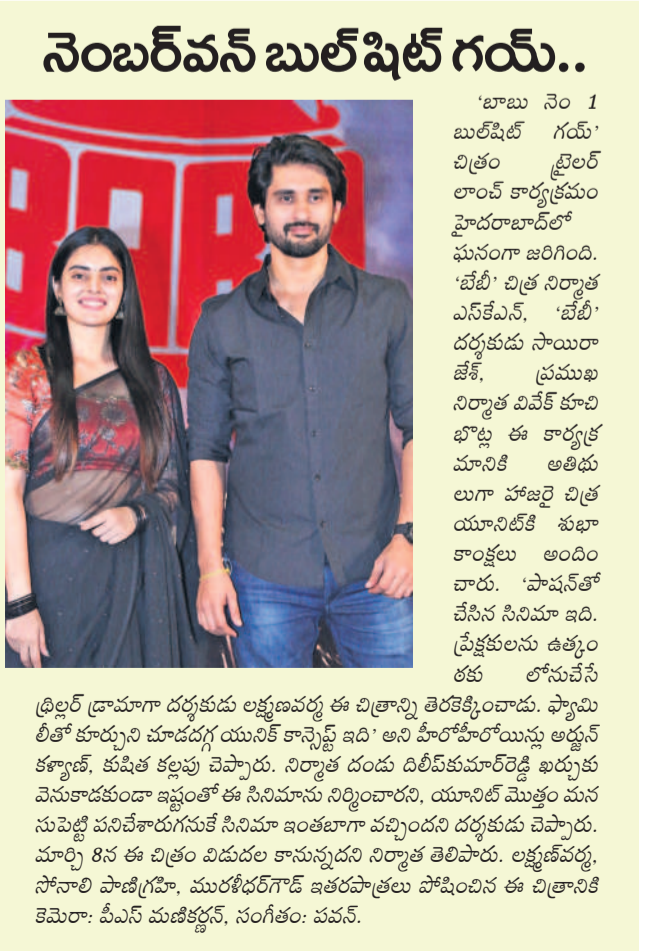 నెంబర్‌వన్ బుల్‌షిట్ గయ్..
'బాబు నెం 1
బుల్‌షిట్ గయ్'
చిత్రం ట్రైలర్
లాంచ్ కార్యక్రమం
హైదరాబాద్‌లో
ఘనంగా జరిగింది.
'బేబీ' చిత్ర నిర్మాత
ఎస్‌కేఎన్, 'బేబీ'
దర్శకుడు సాయిరా
జేశ్, ప్రముఖ
నిర్మాత వివేక్ కూచి
భొట్ల ఈ కార్యక్ర
మానికి అతిథు
లుగా హాజరై చిత్ర
యూనిట్‌కి శుభా
కాంక్షలు అందిం
చారు. 'పాషన్‌తో
చేసిన సినిమా ఇది.
ప్రేక్షకులను ఉత్కం
ఠకు లోనుచేసే
థ్రిల్లర్ డ్రామాగా దర్శకుడు లక్ష్మణవర్మ ఈ చిత్రాన్ని తెరకెక్కించాడు. ఫ్యామి
లీతో కూర్చుని చూడదగ్గ యునిక్ కాన్సెప్ట్ ఇది' అని హీరోహీరోయిన్లు అర్జున్
కళ్యాణ్, కుషిత కల్లపు చెప్పారు. నిర్మాత దండు దిలీప్‌కుమార్‌రెడ్డి ఖర్చుకు
వెనుకాడకుండా ఇష్టంతో ఈ సినిమాను నిర్మించారని, యూనిట్ మొత్తం మన
సుపెట్టి పనిచేశారుగనుకే సినిమా ఇంతబాగా వచ్చిందని దర్శకుడు చెప్పారు.
మార్చి 8న ఈ చిత్రం విడుదల కానున్నదని నిర్మాత తెలిపారు. లక్ష్మణ్‌వర్మ,
సోనాలి పాణిగ్రహి, మురళీధర్‌గౌడ్ ఇతరపాత్రలు పోషించిన ఈ చిత్రానికి
కెమెరా: పీఎస్ మణికర్ణన్, సంగీతం: పవన్.